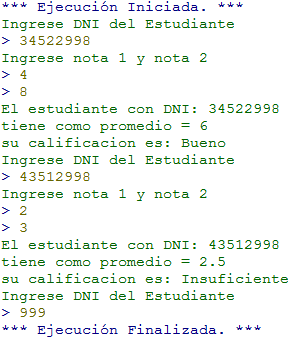 *** Ejecución Iniciada. ***
Ingrese DNI del Estudiante
> 34522998
Ingrese nota 1 y nota 2
> 4
> 8
El estudiante con DNI: 34522998
tiene como promedio = 6
su calificacion es: Bueno
Ingrese DNI del Estudiante
> 43512998
Ingrese nota 1 y nota 2
> 2
> 3
El estudiante con DNI: 43512998
tiene como promedio = 2.5
su calificacion es: Insuficiente
Ingrese DNI del Estudiante
> 999
*** Ejecución Finalizada. ***